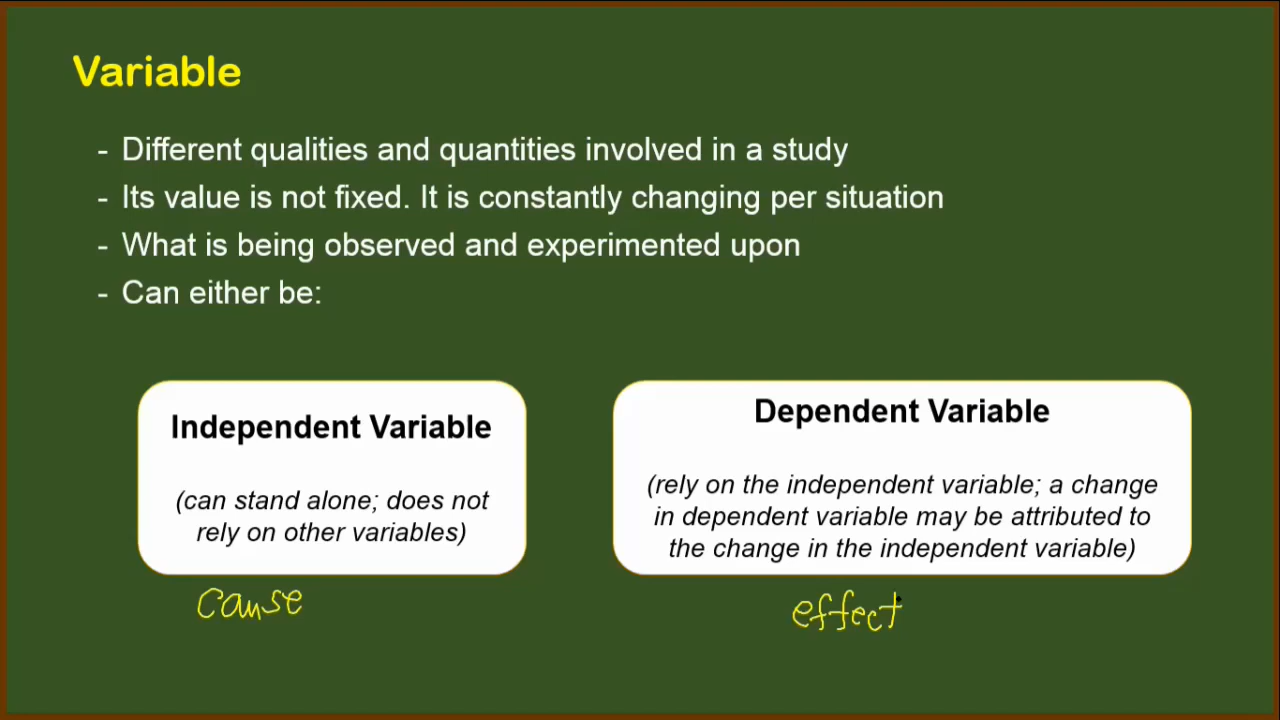 Variable
- Different qualities and quantities involved in a study
- Its value is not fixed. It is constantly changing per situation
- What is being observed and experimented upon
- Can either be:
Independent Variable
(can stand alone; does not
rely on other variables)
cause
Dependent Variable
(rely on the independent variable; a change
in dependent variable may be attributed to
the change in the independent variable)
effect